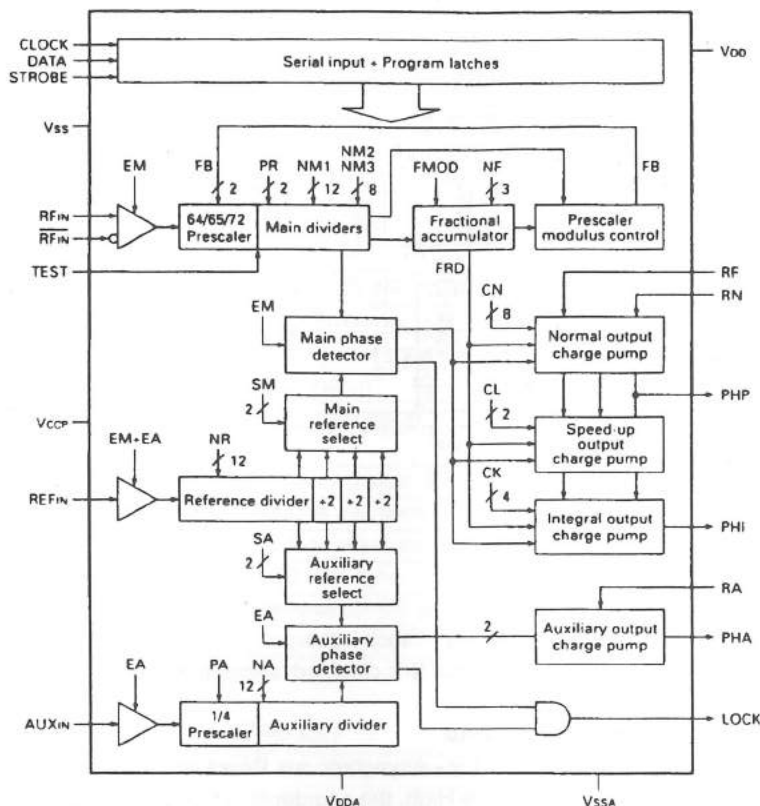 CLOCK
DATA
STROBE
Serial input + Program latches
VDD
VSS
EM
FB
2
PR
2
NM1
12
NM2
NM3
8
FMOD
NF
3
FB
RFIN
RFIN
64/65/72
Prescaler
Main dividers
Fractional
accumulator
Prescaler
modulus control
TEST
FRD
RF
RN
CN
8
EM
Main phase
detector
Normal output
charge pump
PHP
SM
2
Main
reference
select
CL
2
Speed-up
output
charge pump
VCCP
EM+EA
NR
12
CK
4
REFIN
Reference divider
÷2
÷2
÷2
Integral output
charge pump
PHI
SA
2
Auxiliary
reference
select
RA
EA
Auxiliary
phase
detector
2
Auxiliary output
charge pump
PHA
EA
PA
NA
12
AUXIN
1/4
Prescaler
Auxiliary divider
LOCK
VDDA
VSSA